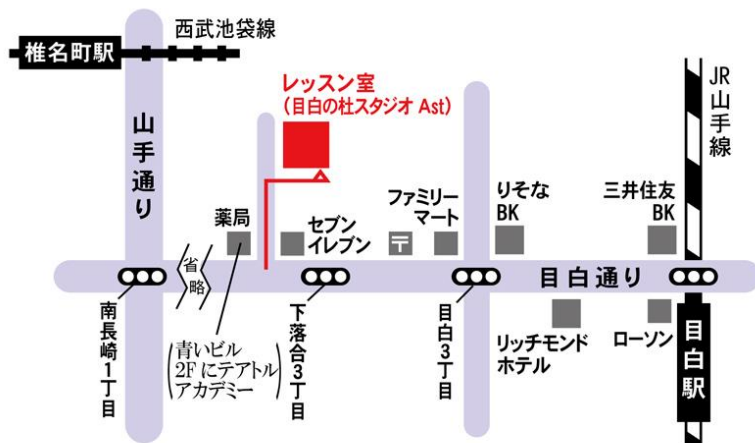 西武池袋線
椎名町駅
山手通り
レッスン室
(目白の杜スタジオ Ast)
JR山手線
薬局
セブン
イレブン
〒
ファミリー
マート
りそな
BK
三井住友
BK
省略
目白通り
南長崎1丁目
(青いビル
2Fにテアトル
アカデミー)
下落合3丁目
目白3丁目
リッチモンド
ホテル
ローソン
目白駅